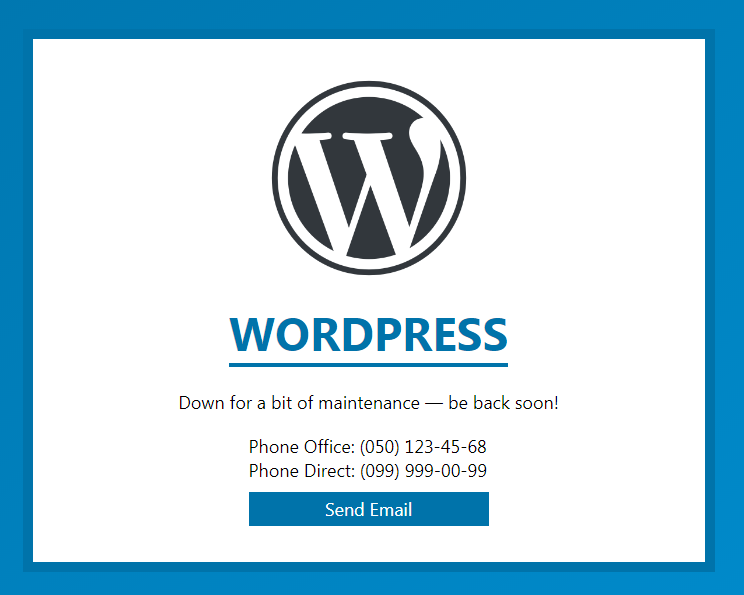 WORDPRESS
Down for a bit of maintenance — be back soon!
Phone Office: (050) 123-45-68
Phone Direct: (099) 999-00-99
Send Email